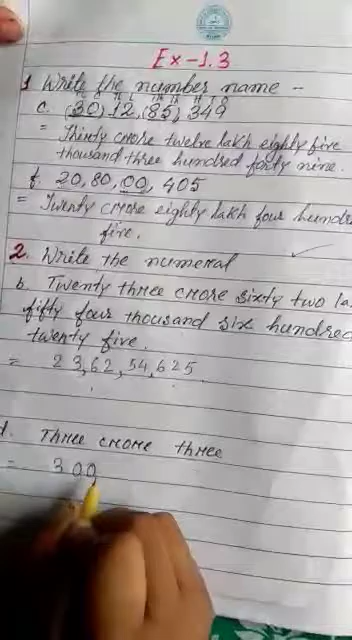 Ex-1.3
1 Write the number name -
c. (30) 12, (85), 349
= Thirty crore twelve lakh eighty five
thousand three hundred forty nine.
f. 20, 80, 00, 405
= Twenty crore eighty lakh four hundre
five.
2. Write the numeral
b. Twenty three crore sixty two la
fifty four thousand six hundred
twenty five.
= 23,62,54,625
d. Three crore three
= 300